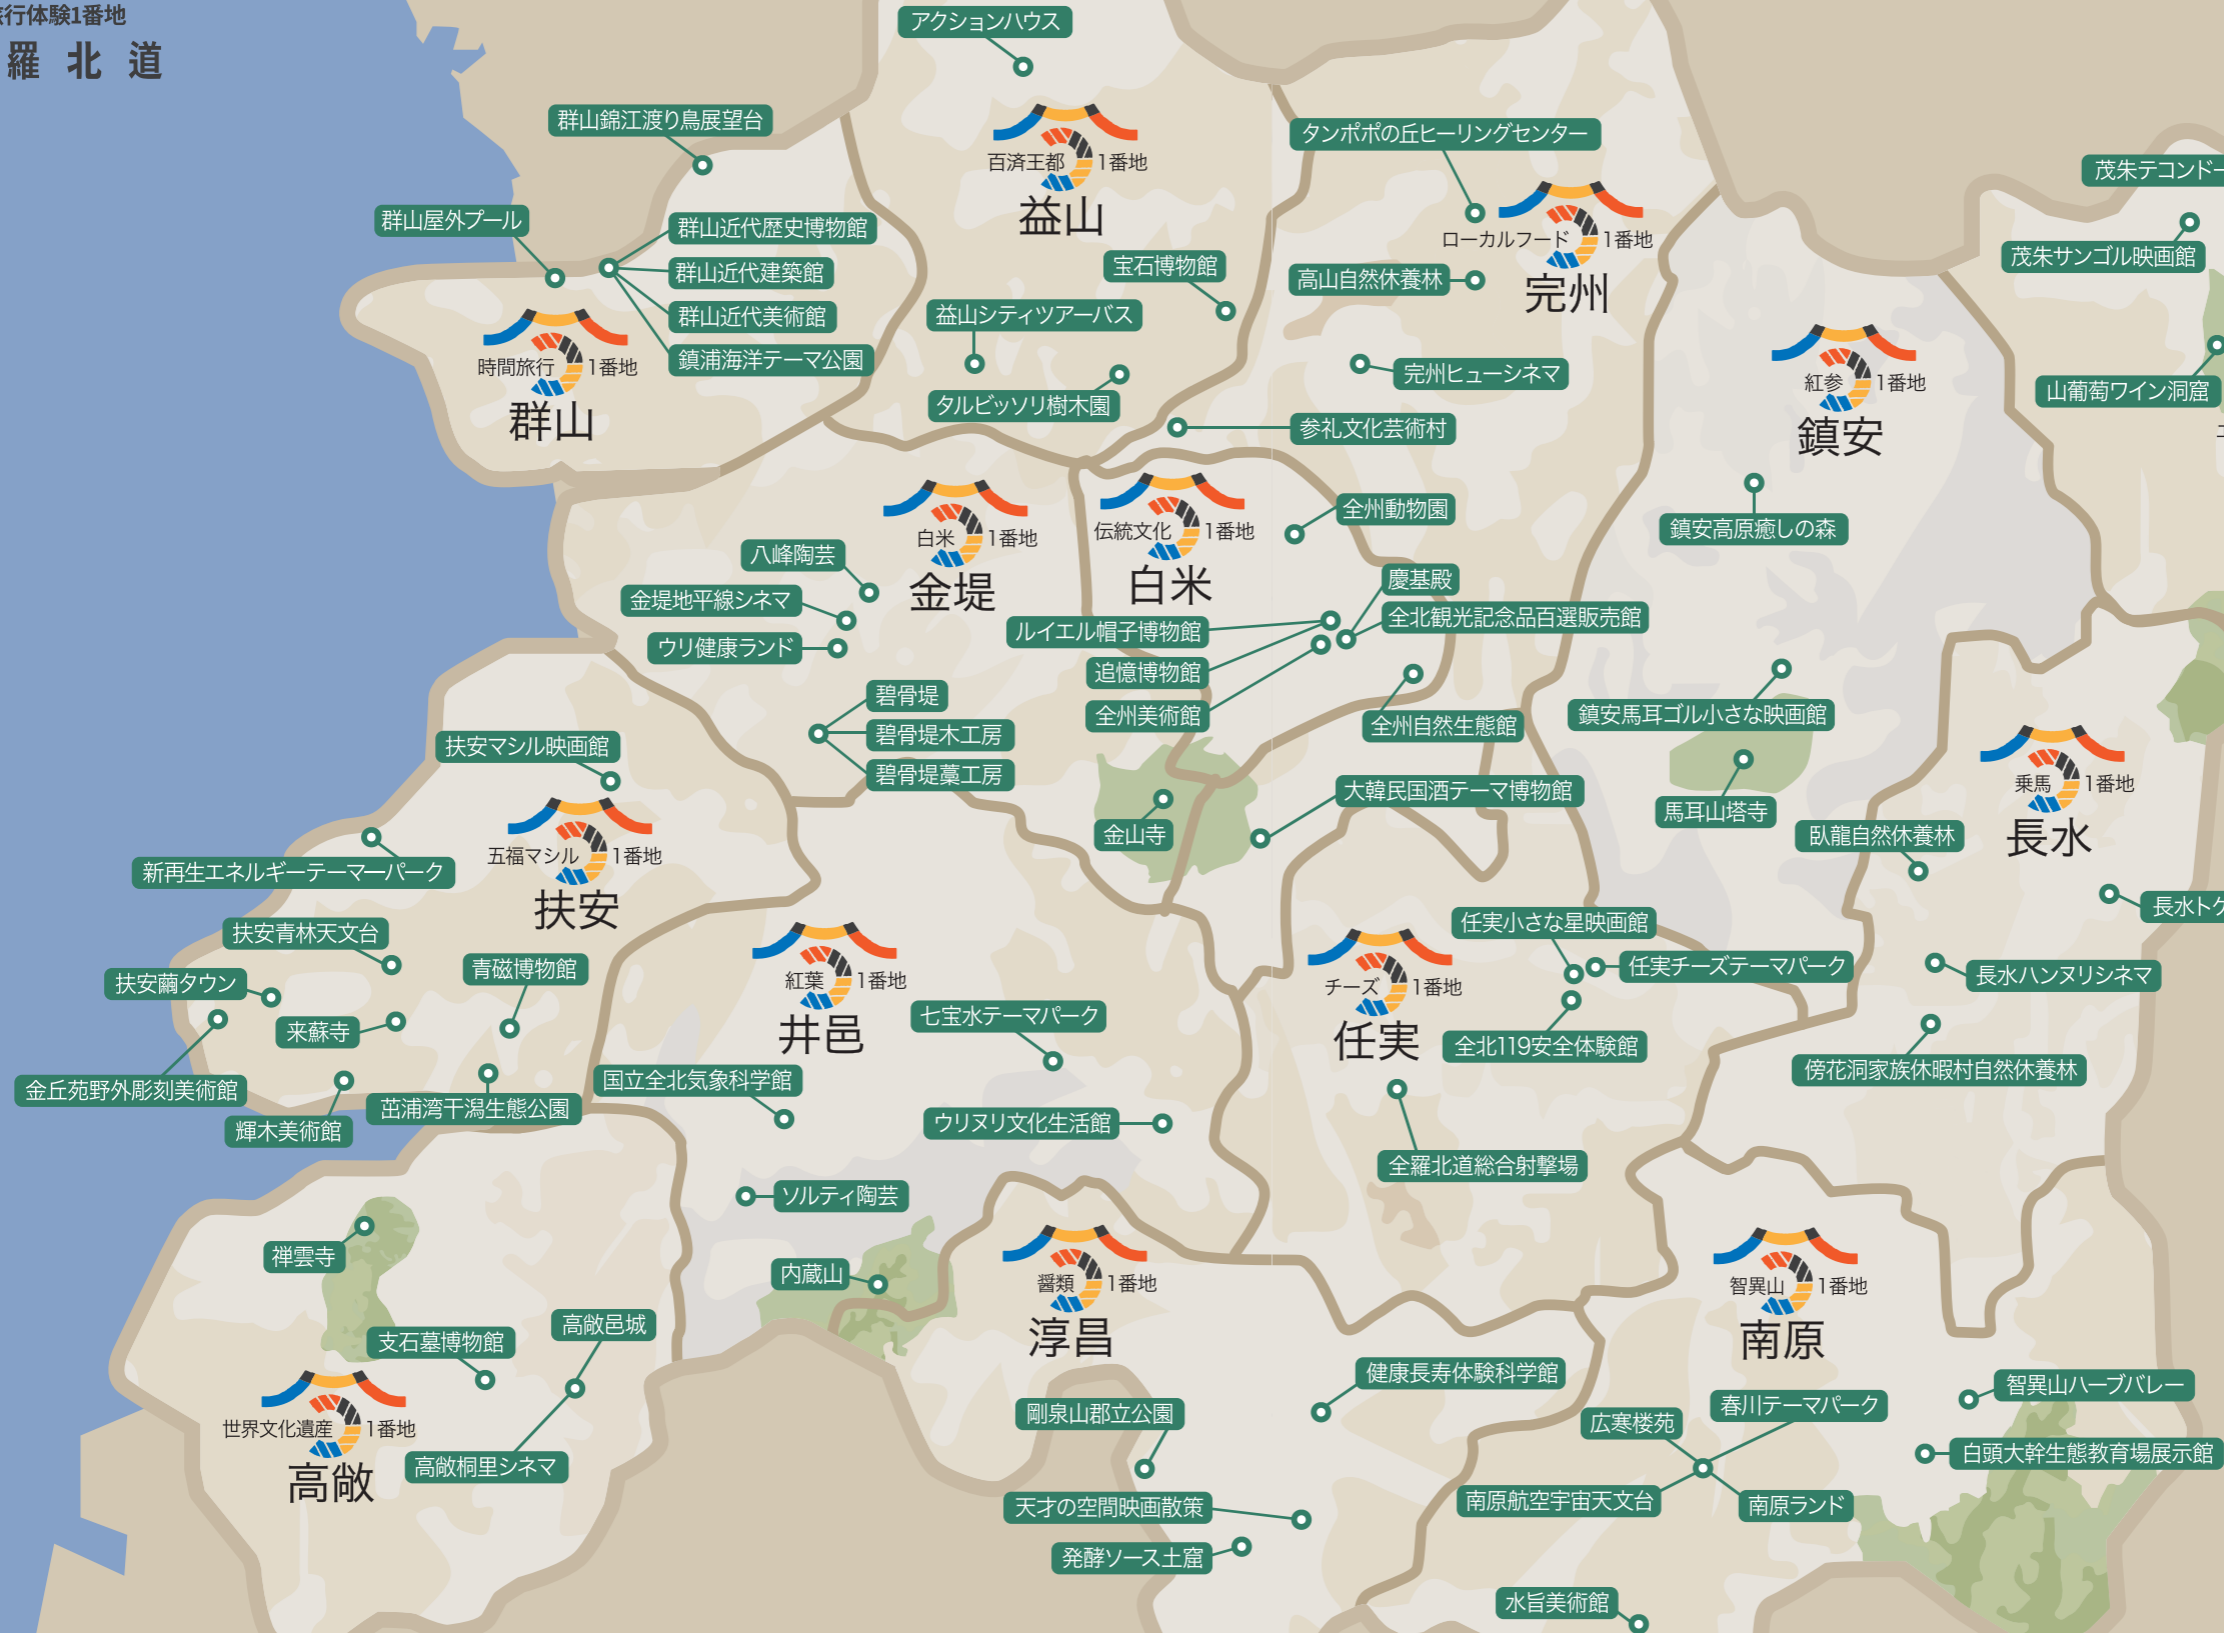 旅行体験1番地
羅北道
アクションハウス
群山錦江渡り鳥展望台
タンポポの丘ヒーリングセンター
百済王都 1番地
益山
茂朱テコンドー
群山屋外プール
群山近代歴史博物館
群山近代建築館
群山近代美術館
鎮浦海洋テーマ公園
時間旅行 1番地
群山
宝石博物館
益山シティツアーバス
タルビッソリ樹木園
ローカルフード 1番地
完州
高山自然休養林
完州ヒューシネマ
参礼文化芸術村
茂朱サンゴル映画館
山葡萄ワイン洞窟
紅参 1番地
鎮安
鎮安高原癒しの森
白米 1番地
金堤
伝統文化 1番地
白米
全州動物園
八峰陶芸
金堤地平線シネマ
ウリ健康ランド
慶基殿
全北観光記念品百選販売館
ルイエル帽子博物館
追憶博物館
全州美術館
全州自然生態館
碧骨堤
碧骨堤木工房
碧骨堤藁工房
鎮安馬耳ゴル小さな映画館
馬耳山塔寺
扶安マシル映画館
五福マシル 1番地
扶安
新再生エネルギーテーマーパーク
金山寺
大韓民国酒テーマ博物館
乗馬 1番地
長水
臥龍自然休養林
長水トク
扶安青林天文台
扶安繭タウン
青磁博物館
来蘇寺
金丘苑野外彫刻美術館
輝木美術館
茁浦湾干潟生態公園
紅葉 1番地
井邑
七宝水テーマパーク
国立全北気象科学館
ウリヌリ文化生活館
ソルティ陶芸
内蔵山
チーズ 1番地
任実
任実小さな星映画館
任実チーズテーマパーク
全北119安全体験館
全羅北道総合射撃場
長水ハンヌリシネマ
傍花洞家族休暇村自然休養林
禅雲寺
支石墓博物館
高敞邑城
世界文化遺産 1番地
高敞
高敞桐里シネマ
醤類 1番地
淳昌
健康長寿体験科学館
剛泉山郡立公園
天才の空間映画散策
発酵ソース土窟
智異山 1番地
南原
広寒楼苑
春川テーマパーク
智異山ハーブバレー
白頭大幹生態教育場展示館
南原航空宇宙天文台
南原ランド
水旨美術館